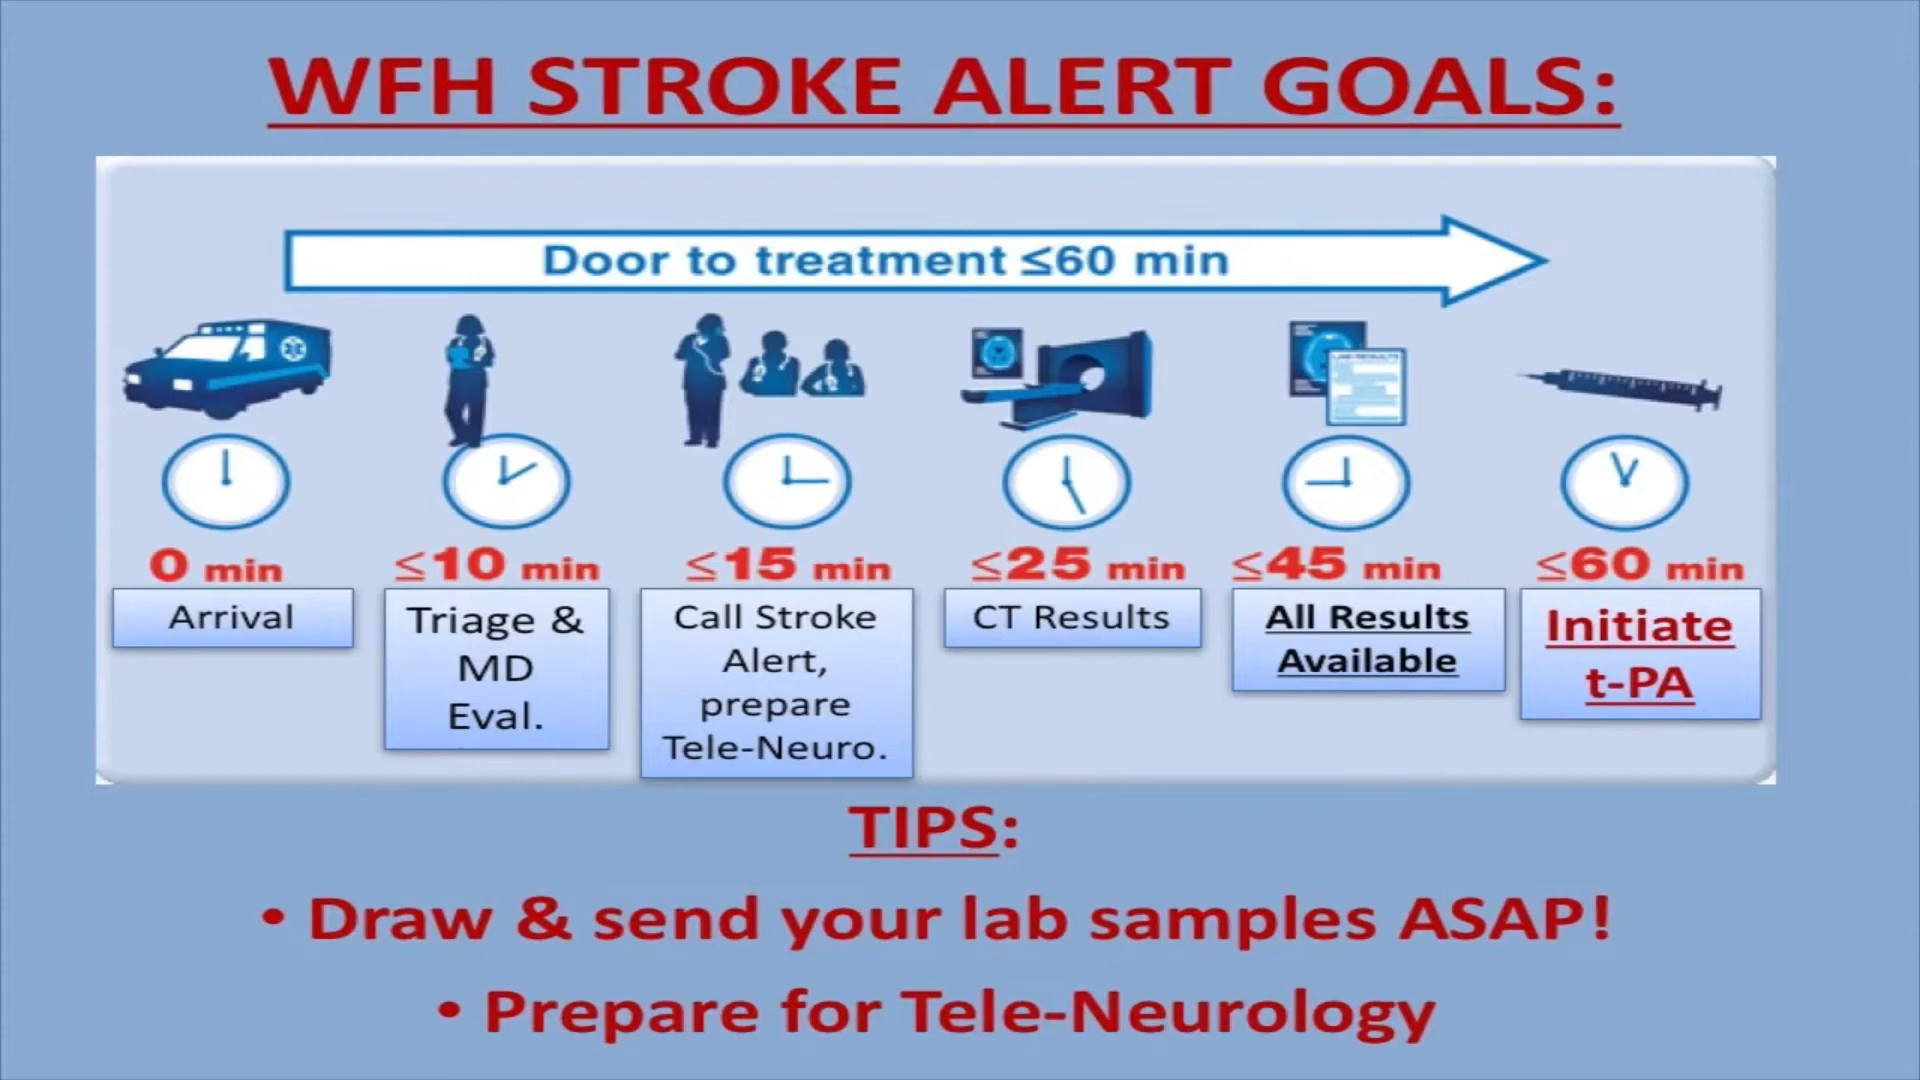 WFH STROKE ALERT GOALS:
Door to treatment ≤60 min
0 min
≤10 min
≤15 min
≤25 min
≤45 min
≤60 min
Arrival
Triage &
MD
Eval.
Call Stroke
Alert,
prepare
Tele-Neuro.
CT Results
All Results
Available
Initiate
t-PA
LAB RESULTS
TIPS:
• Draw & send your lab samples ASAP!
• Prepare for Tele-Neurology